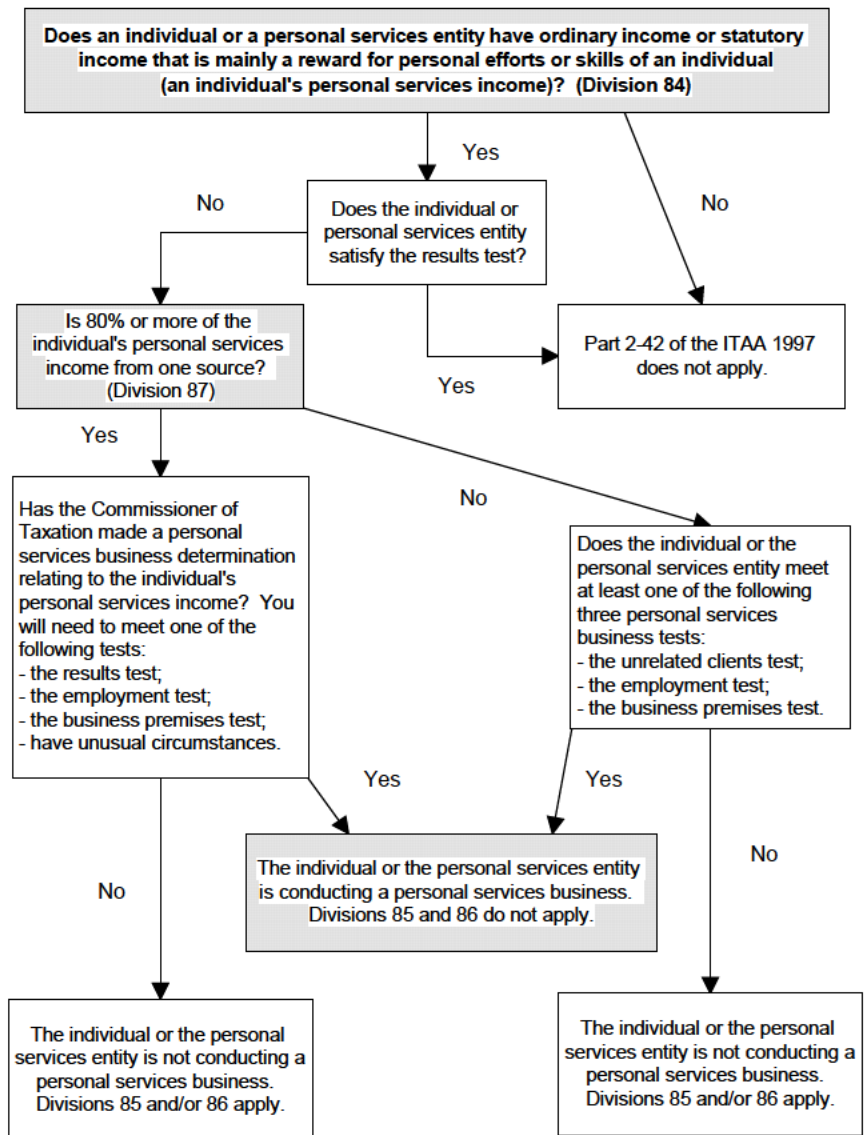 Does an individual or a personal services entity have ordinary income or statutory
income that is mainly a reward for personal efforts or skills of an individual
(an individual's personal services income)? (Division 84)
Yes
No
No
Does the individual or
personal services entity
satisfy the results test?
Is 80% or more of the
individual's personal services
income from one source?
(Division 87)
Part 2-42 of the ITAA 1997
does not apply.
Yes
Yes
No
Has the Commissioner of
Taxation made a personal
services business determination
relating to the individual's
personal services income? You
will need to meet one of the
following tests:
- the results test;
- the employment test;
- the business premises test;
- have unusual circumstances.
Does the individual or the
personal services entity meet
at least one of the following
three personal services
business tests:
- the unrelated clients test;
- the employment test;
- the business premises test.
Yes
Yes
No
No
The individual or the personal services entity
is conducting a personal services business.
Divisions 85 and 86 do not apply.
The individual or the personal
services entity is not conducting a
personal services business.
Divisions 85 and/or 86 apply.
The individual or the personal
services entity is not conducting a
personal services business.
Divisions 85 and/or 86 apply.